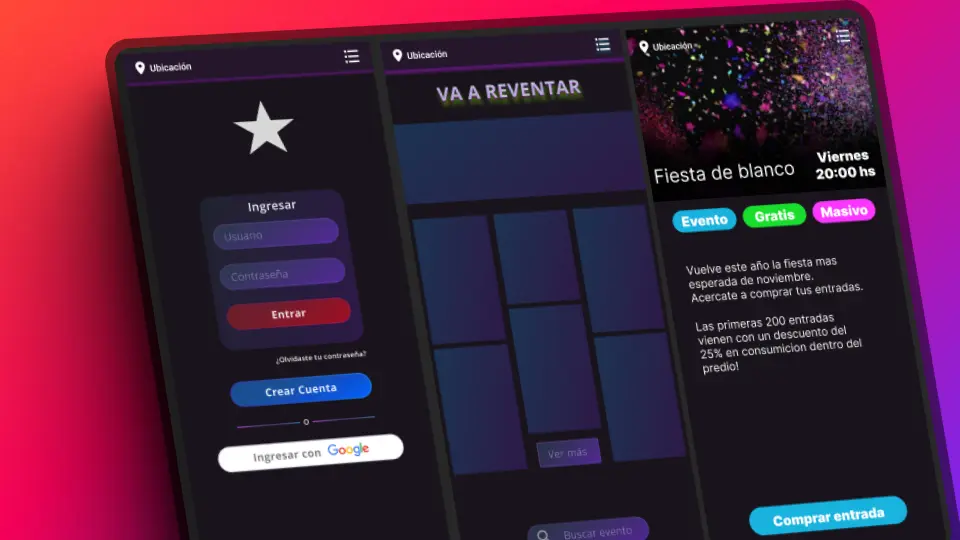 Ubicación
Ingresar
Usuario
Contraseña
Entrar
¿Olvidaste tu contraseña?
Crear Cuenta
o
Ingresar con Google
Ubicación
VA A REVENTAR
Ver más
Buscar evento
Ubicación
Fiesta de blanco
Viernes
20:00 hs
Evento
Gratis
Masivo
Vuelve este año la fiesta mas
esperada de noviembre.
Acercate a comprar tus entradas.
Las primeras 200 entradas
vienen con un descuento del
25% en consumicion dentro del
predio!
Comprar entrada